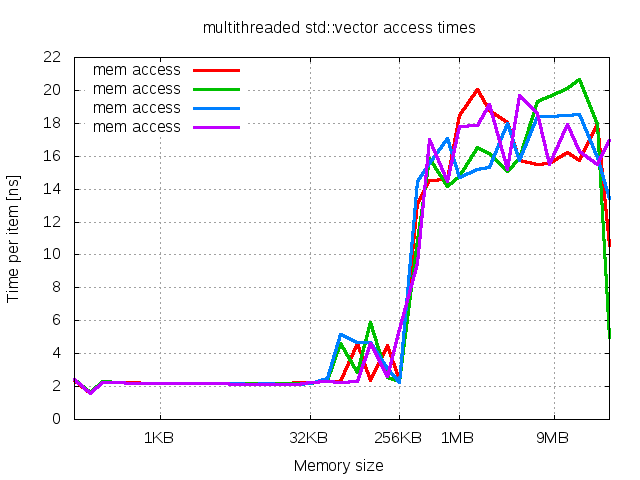 multithreaded std::vector access times
mem access
mem access
mem access
mem access
22
20
18
16
14
12
10
8
6
4
2
0
Time per item [ns]
1KB 32KB 256KB 1MB 9MB
Memory size